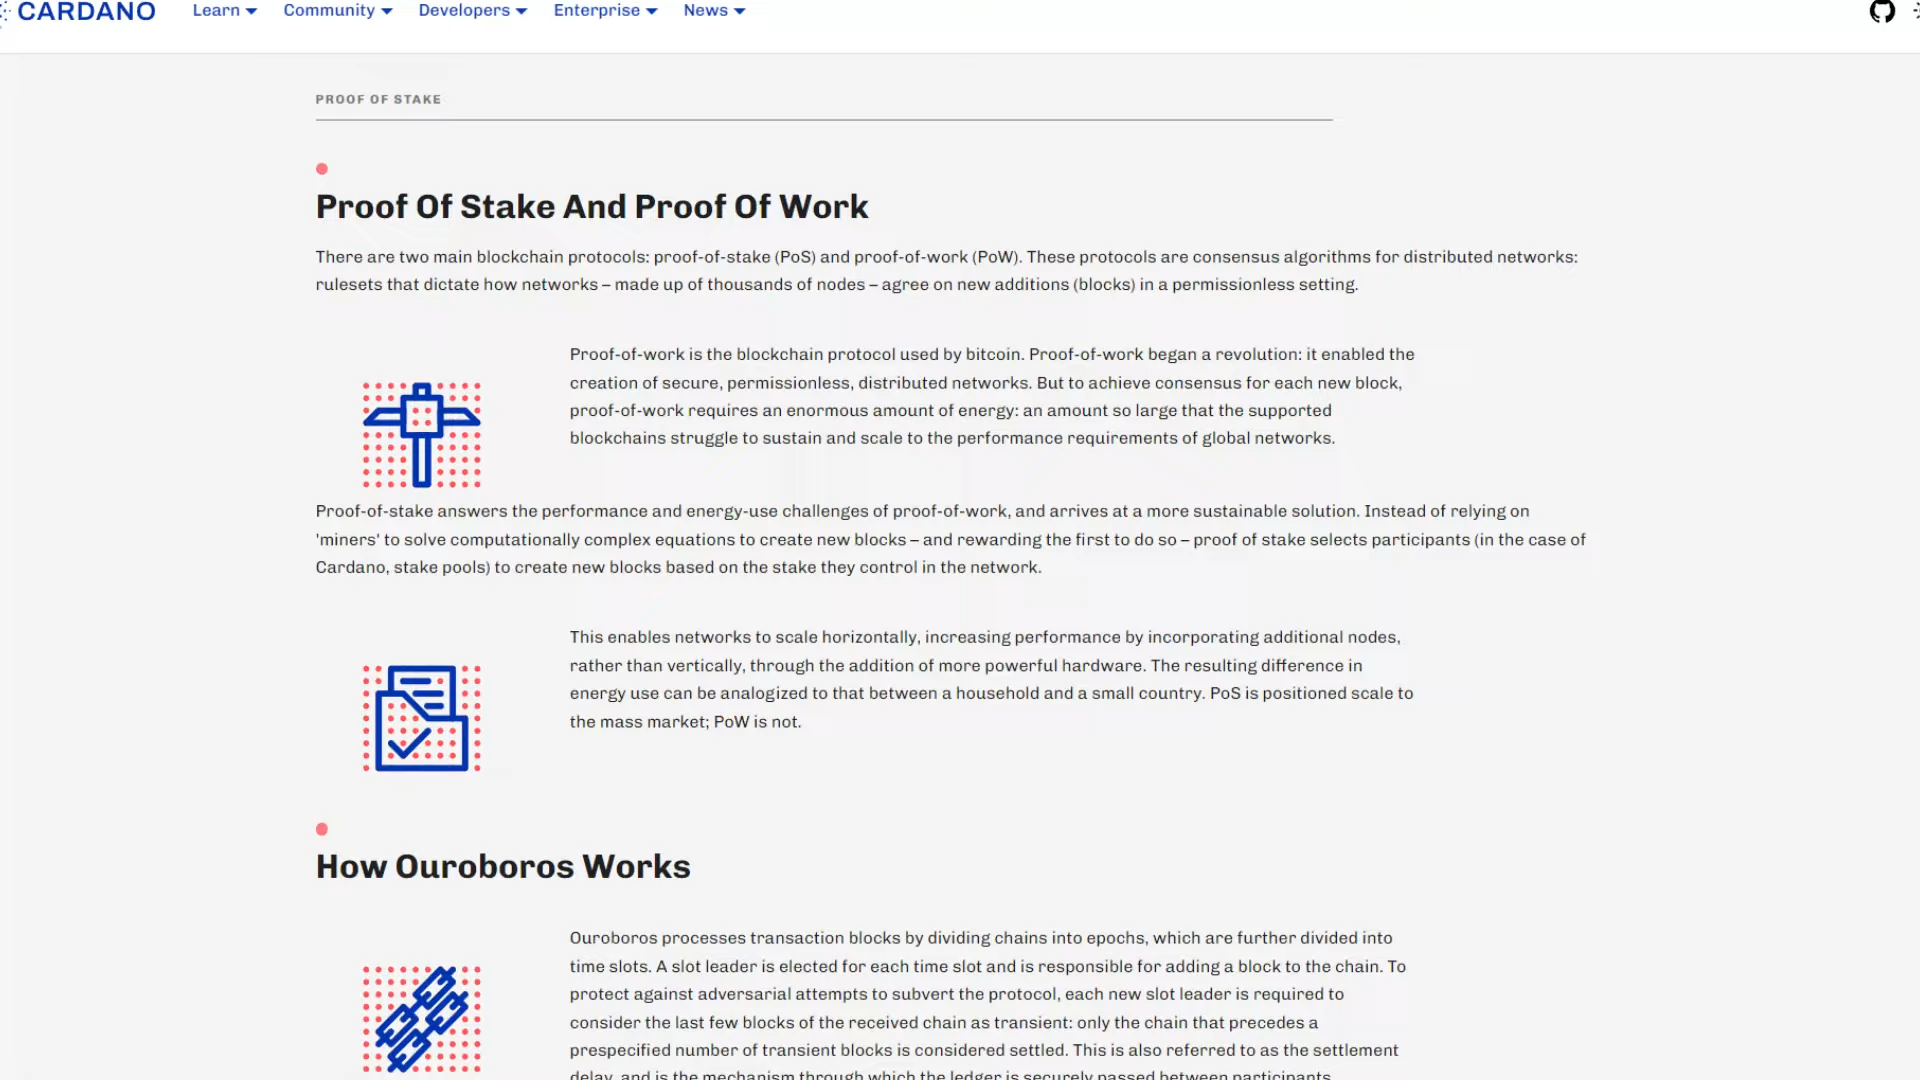 CARDANO
Learn
Community
Developers
Enterprise
News
PROOF OF STAKE
Proof Of Stake And Proof Of Work
There are two main blockchain protocols: proof-of-stake (PoS) and proof-of-work (PoW). These protocols are consensus algorithms for distributed networks:
rulesets that dictate how networks – made up of thousands of nodes – agree on new additions (blocks) in a permissionless setting.
Proof-of-work is the blockchain protocol used by bitcoin. Proof-of-work began a revolution: it enabled the
creation of secure, permissionless, distributed networks. But to achieve consensus for each new block,
proof-of-work requires an enormous amount of energy: an amount so large that the supported
blockchains struggle to sustain and scale to the performance requirements of global networks.
Proof-of-stake answers the performance and energy-use challenges of proof-of-work, and arrives at a more sustainable solution. Instead of relying on
'miners' to solve computationally complex equations to create new blocks – and rewarding the first to do so – proof of stake selects participants (in the case of
Cardano, stake pools) to create new blocks based on the stake they control in the network.
This enables networks to scale horizontally, increasing performance by incorporating additional nodes,
rather than vertically, through the addition of more powerful hardware. The resulting difference in
energy use can be analogized to that between a household and a small country. PoS is positioned scale to
the mass market; PoW is not.
How Ouroboros Works
Ouroboros processes transaction blocks by dividing chains into epochs, which are further divided into
time slots. A slot leader is elected for each time slot and is responsible for adding a block to the chain. To
protect against adversarial attempts to subvert the protocol, each new slot leader is required to
consider the last few blocks of the received chain as transient: only the chain that precedes a
prespecified number of transient blocks is considered settled. This is also referred to as the settlement
delay, and is the mechanism through which the ledger is securely passed between participants.